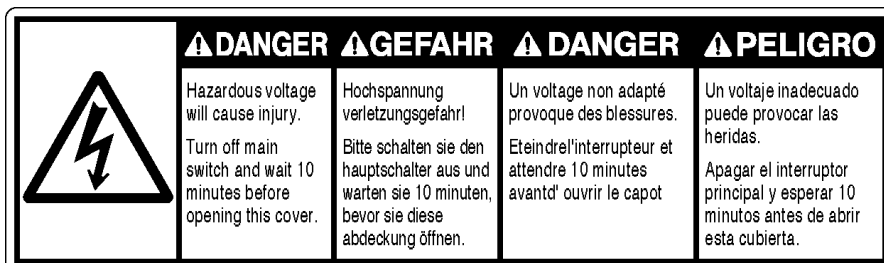 DANGER
Hazardous voltage
will cause injury.
Turn off main
switch and wait 10
minutes before
opening this cover.
GEFAHR
Hochspannung
verletzungsgefahr!
Bitte schalten sie den
hauptschalter aus und
warten sie 10 minuten,
bevor sie diese
abdeckung öffnen.
DANGER
Un voltage non adapté
provoque des blessures.
Eteindrel'interrupteur et
attendre 10 minutes
avantd' ouvrir le capot
PELIGRO
Un voltaje inadecuado
puede provocar las
heridas.
Apagar el interruptor
principal y esperar 10
minutos antes de abrir
esta cubierta.